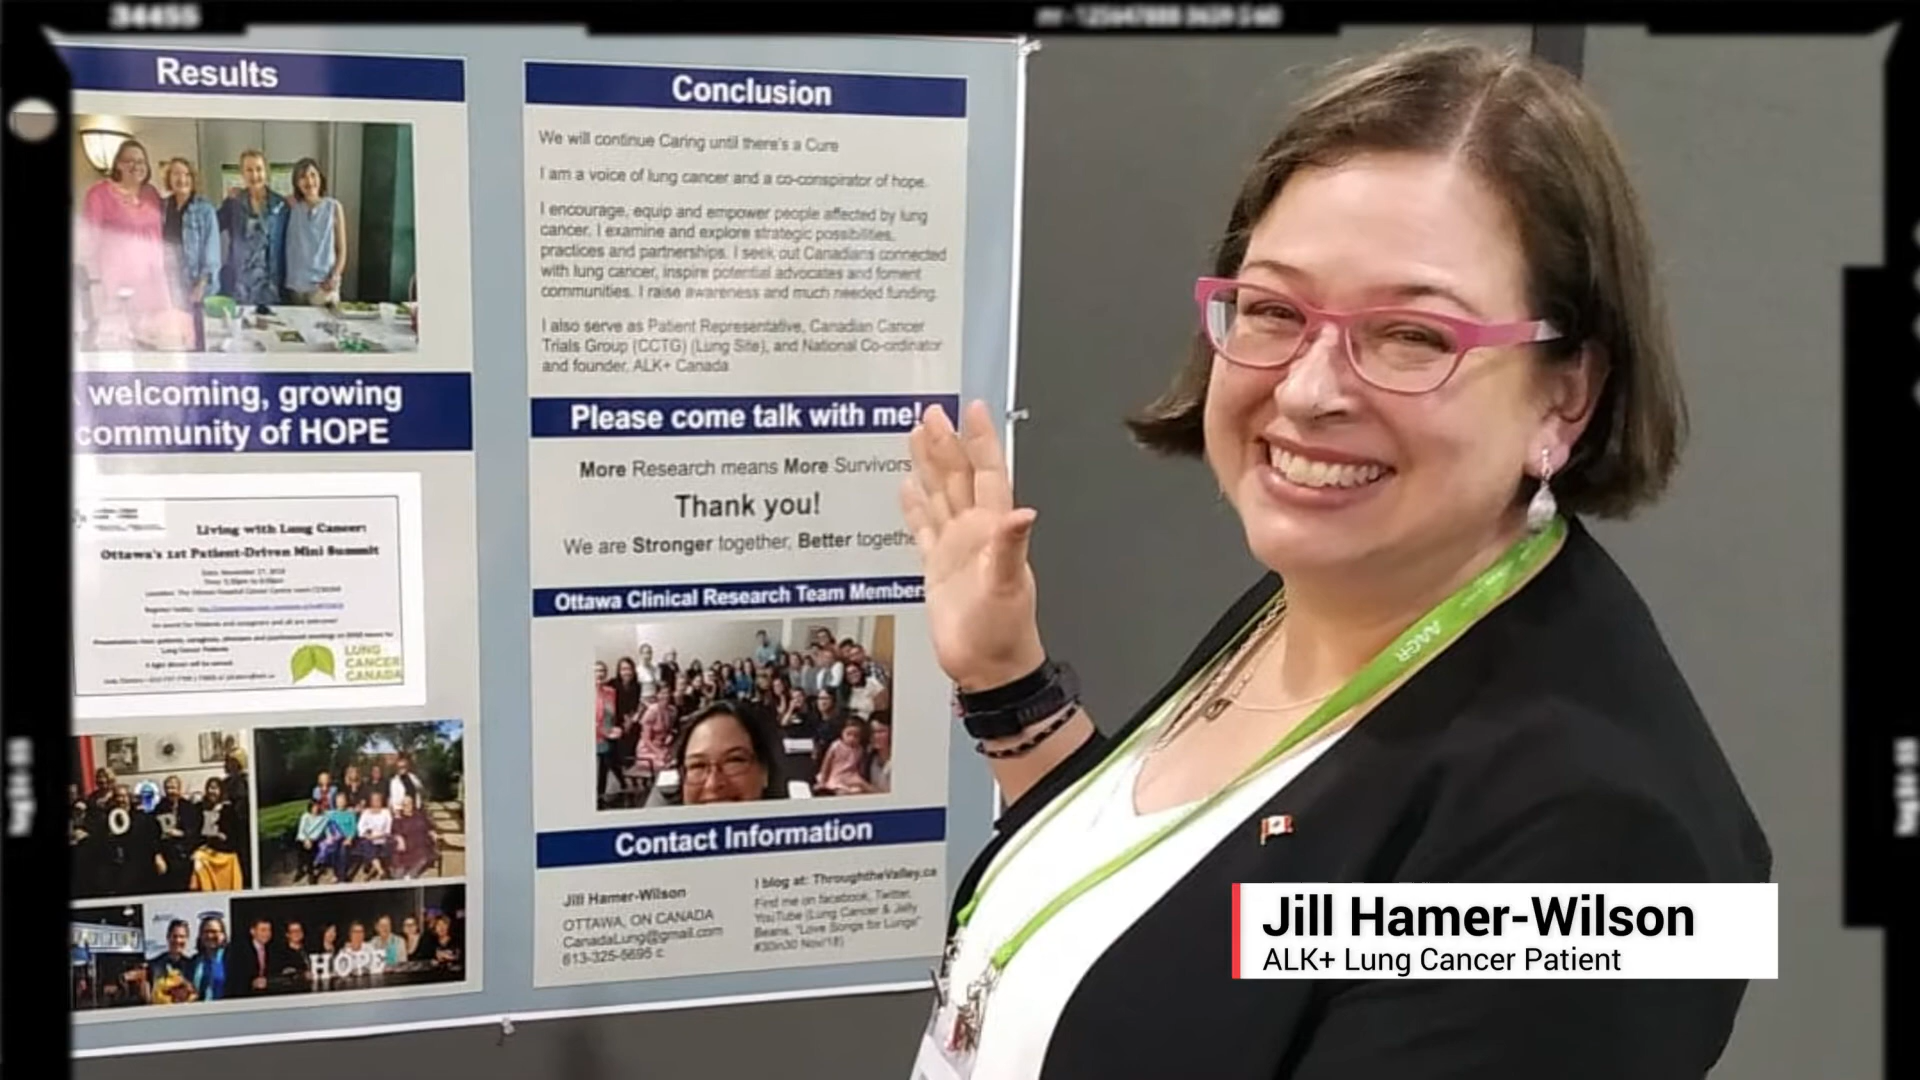 34455
Results
welcoming, growing
community of HOPE
Living with Lung Cancer:
Ottawa's 1st Patient-Driven Mini Summit
Lung Cancer Patients
LUNG
CANCER
CANADA
HOPE
Conclusion
We will continue Caring until there's a Cure
I am a voice of lung cancer and a co-conspirator of hope.
I encourage, equip and empower people affected by lung
cancer. I examine and explore strategic possibilities,
practices and partnerships. I seek out Canadians connected
with lung cancer, inspire potential advocates and foment
communities. I raise awareness and much needed funding.
I also serve as Patient Representative, Canadian Cancer
Trials Group (CCTG) (Lung Site), and National Co-ordinator
and founder, ALK+ Canada
Please come talk with me!
More Research means More Survivors
Thank you!
We are Stronger together, Better togethe
Ottawa Clinical Research Team Member
Contact Information
Jill Hamer-Wilson
OTTAWA, ON CANADA
CanadaLung@gmail.com
613-325-5695 c
I blog at: ThroughtheValley.ca
Find me on facebook, Twitter,
YouTube (Lung Cancer & Jelly
Beans, "Love Songs for Lungs"
#30in30 Nov/18)
AACR
Jill Hamer-Wilson
ALK+ Lung Cancer Patient